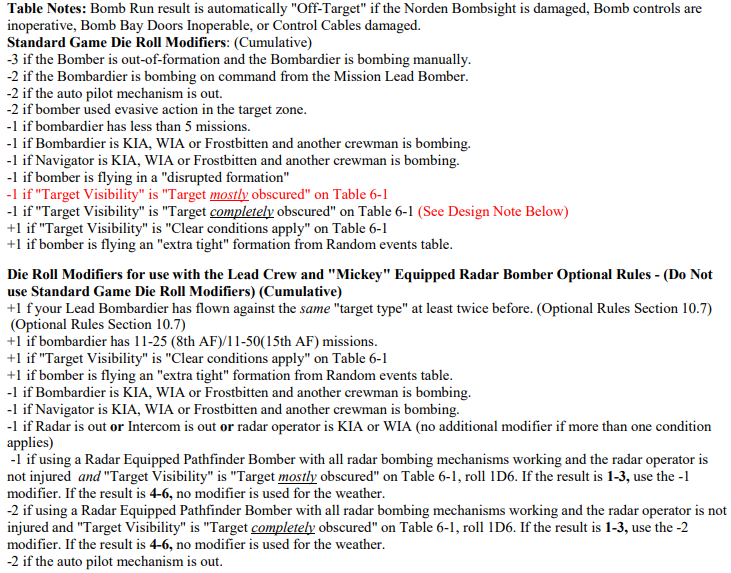 Table Notes: Bomb Run result is automatically "Off-Target" if the Norden Bombsight is damaged, Bomb controls are
inoperative, Bomb Bay Doors Inoperable, or Control Cables damaged.
Standard Game Die Roll Modifiers: (Cumulative)
-3 if the Bomber is out-of-formation and the Bombardier is bombing manually.
-2 if the Bombardier is bombing on command from the Mission Lead Bomber.
-2 if the auto pilot mechanism is out.
-2 if bomber used evasive action in the target zone.
-1 if bombardier has less than 5 missions.
-1 if Bombardier is KIA, WIA or Frostbitten and another crewman is bombing.
-1 if Navigator is KIA, WIA or Frostbitten and another crewman is bombing.
-1 if bomber is flying in a "disrupted formation"
-1 if "Target Visibility" is "Target mostly obscured" on Table 6-1
-1 if "Target Visibility" is "Target completely obscured" on Table 6-1 (See Design Note Below)
+1 if "Target Visibility" is "Clear conditions apply" on Table 6-1
+1 if bomber is flying an "extra tight" formation from Random events table.
Die Roll Modifiers for use with the Lead Crew and "Mickey" Equipped Radar Bomber Optional Rules - (Do Not
use Standard Game Die Roll Modifiers) (Cumulative)
+1 f your Lead Bombardier has flown against the same "target type" at least twice before. (Optional Rules Section 10.7)
(Optional Rules Section 10.7)
+1 if bombardier has 11-25 (8th AF)/11-50(15th AF) missions.
+1 if "Target Visibility" is "Clear conditions apply" on Table 6-1
+1 if bomber is flying an "extra tight" formation from Random events table.
-1 if Bombardier is KIA, WIA or Frostbitten and another crewman is bombing.
-1 if Navigator is KIA, WIA or Frostbitten and another crewman is bombing.
-1 if Radar is out or Intercom is out or radar operator is KIA or WIA (no additional modifier if more than one condition
applies)
-1 if using a Radar Equipped Pathfinder Bomber with all radar bombing mechanisms working and the radar operator is
not injured and "Target Visibility" is "Target mostly obscured" on Table 6-1, roll 1D6. If the result is 1-3, use the -1
modifier. If the result is 4-6, no modifier is used for the weather.
-2 if using a Radar Equipped Pathfinder Bomber with all radar bombing mechanisms working and the radar operator is not
injured and "Target Visibility" is "Target completely obscured" on Table 6-1, roll 1D6. If the result is 1-3, use the -2
modifier. If the result is 4-6, no modifier is used for the weather.
-2 if the auto pilot mechanism is out.